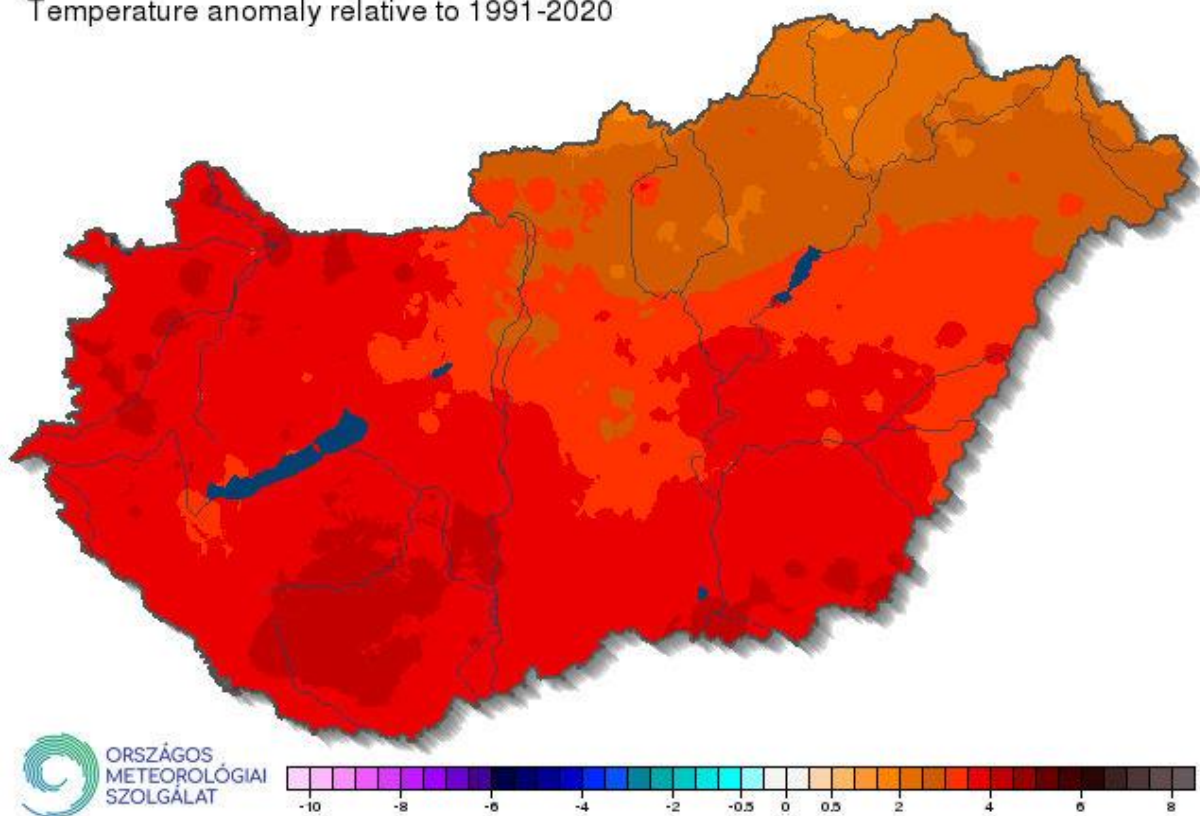 Temperature anomaly relative to 1991-2020
ORSZÁGOS
METEOROLÓGIAI
SZOLGÁLAT
-10 -8 -6 -4 -2 -0.5 0 0.5 2 4 6 8